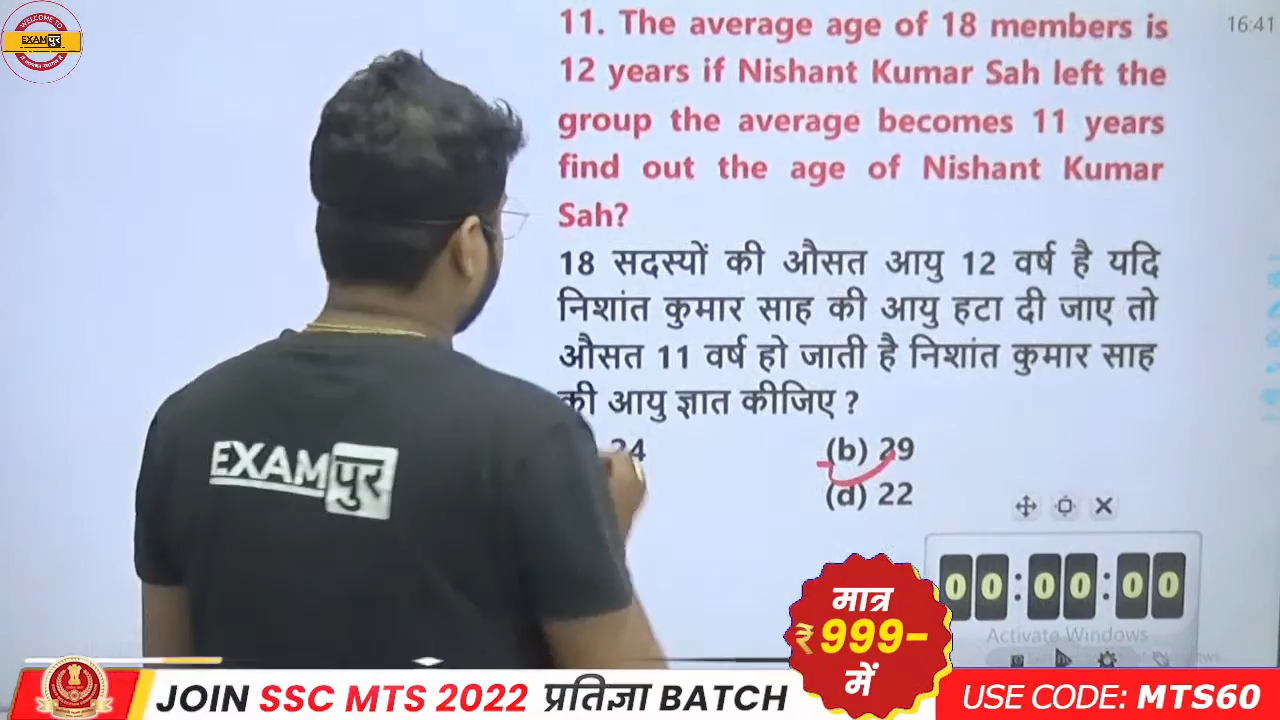 WELCOME TO
EXAMपुर
16:41
11. The average age of 18 members is
12 years if Nishant Kumar Sah left the
group the average becomes 11 years
find out the age of Nishant Kumar
Sah?
18 सदस्यों की औसत आयु 12 वर्ष है यदि
निशांत कुमार साह की आयु हटा दी जाए तो
औसत 11 वर्ष हो जाती है निशांत कुमार साह
की आयु ज्ञात कीजिए ?
24 (b) 29
(d) 22
EXAMपुर
00:00:00
Activate Windows
मात्र
₹999-
में
JOIN SSC MTS 2022 प्रतिज्ञा BATCH
USE CODE: MTS60